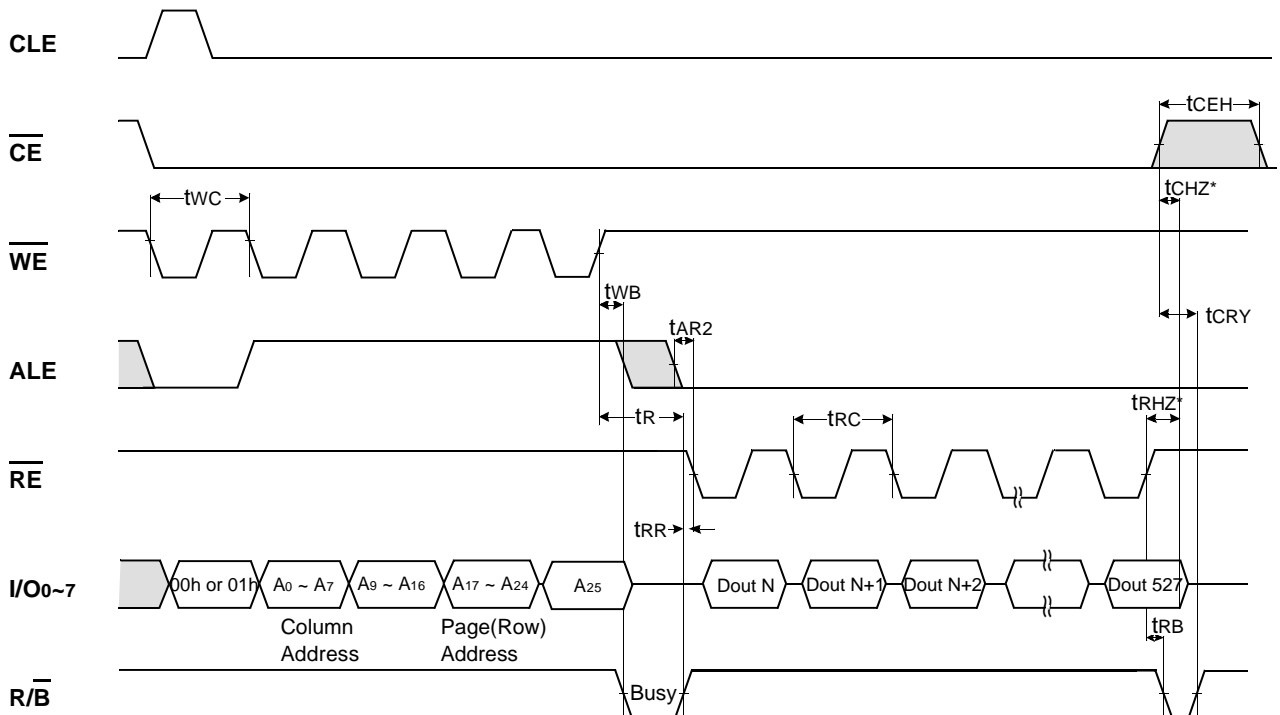 CLE
tCEH
CE
tCHZ*
tWC
WE
tWB
tCRY
tAR2
ALE
tR
tRC
tRHZ*
RE
tRR
I/O0~7
00h or 01h
A0 ~ A7
A9 ~ A16
A17 ~ A24
A25
Dout N
Dout N+1
Dout N+2
Dout 527
Column
Address
Page(Row)
Address
tRB
R/B
Busy